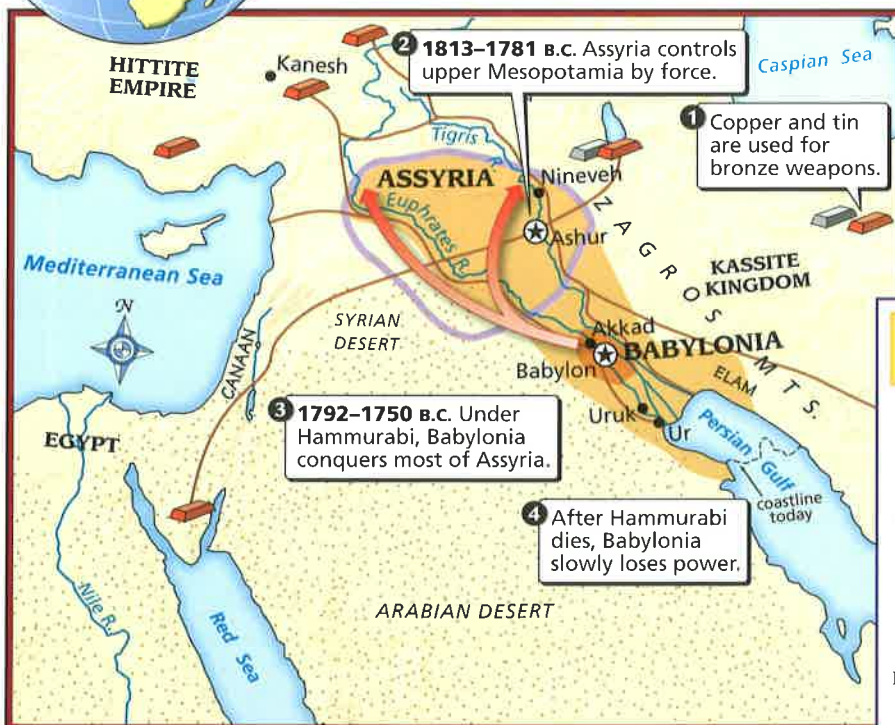 HITTITE
EMPIRE
Kanesh
2 1813–1781 B.C. Assyria controls
upper Mesopotamia by force.
Caspian Sea
1 Copper and tin
are used for
bronze weapons.
Tigris R.
ASSYRIA
Nineveh
Euphrates R.
Ashur
ZAGROS MTS.
KASSITE
KINGDOM
Mediterranean Sea
N
SYRIAN
DESERT
CANAAN
Akkad
BABYLONIA
Babylon
ELAM
3 1792–1750 B.C. Under
Hammurabi, Babylonia
conquers most of Assyria.
Uruk
Ur
Persian Gulf
coastline
today
EGYPT
4 After Hammurabi
dies, Babylonia
slowly loses power.
Nile R.
Red Sea
ARABIAN DESERT